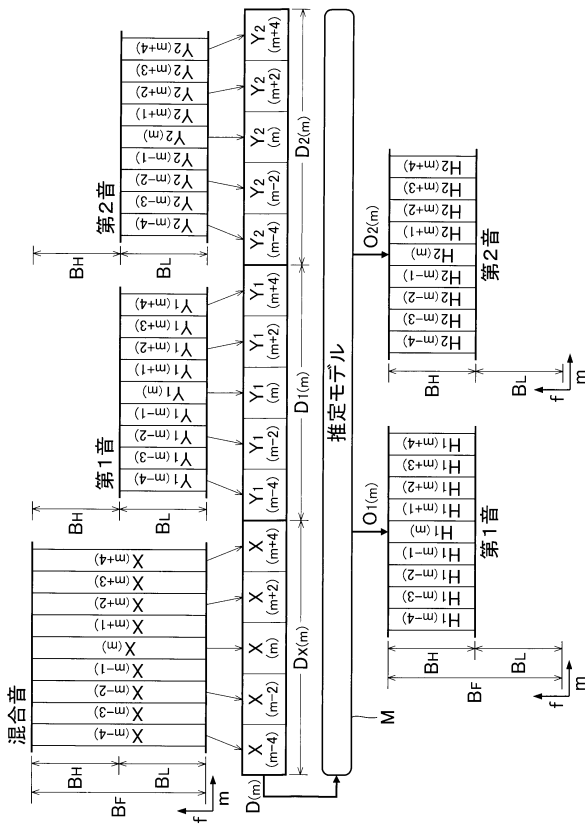 混合音
第1音
第2音
BF
BH
BL
X(m−4)
X(m−3)
X(m−2)
X(m−1)
X(m)
X(m+1)
X(m+2)
X(m+3)
X(m+4)
f
m
BH
BL
Y1(m−4)
Y1(m−3)
Y1(m−2)
Y1(m−1)
Y1(m)
Y1(m+1)
Y1(m+2)
Y1(m+3)
Y1(m+4)
BH
BL
Y2(m−4)
Y2(m−3)
Y2(m−2)
Y2(m−1)
Y2(m)
Y2(m+1)
Y2(m+2)
Y2(m+3)
Y2(m+4)
X (m−4)
X (m−2)
X (m)
X (m+2)
X (m+4)
Y1 (m−4)
Y1 (m−2)
Y1 (m)
Y1 (m+2)
Y1 (m+4)
Y2 (m−4)
Y2 (m−2)
Y2 (m)
Y2 (m+2)
Y2 (m+4)
D(m)
DX(m)
D1(m)
D2(m)
推定モデル
M
O1(m)
O2(m)
BF
BH
BL
H1(m−4)
H1(m−3)
H1(m−2)
H1(m−1)
H1(m)
H1(m+1)
H1(m+2)
H1(m+3)
H1(m+4)
第1音
f
m
BH
BL
H2(m−4)
H2(m−3)
H2(m−2)
H2(m−1)
H2(m)
H2(m+1)
H2(m+2)
H2(m+3)
H2(m+4)
第2音
f
m